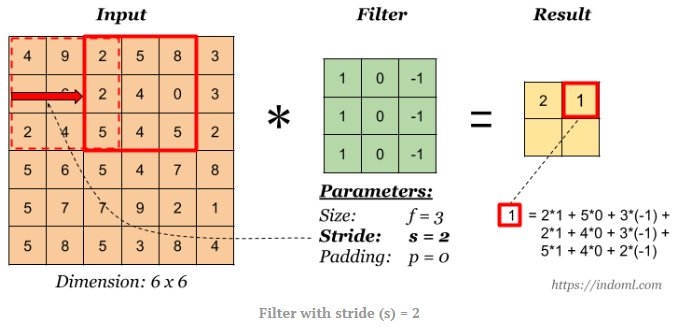 Input
Filter
Result
4 9 2 5 8 3
6 2 4 0 3
2 4 5 4 5 2
5 6 5 4 7 8
5 7 7 9 2 1
5 8 5 3 8 4
Dimension: 6 x 6
*
1 0 -1
1 0 -1
1 0 -1
=
2 1
Parameters:
Size: f = 3
Stride: s = 2
Padding: p = 0
1 = 2*1 + 5*0 + 3*(-1) +
2*1 + 4*0 + 3*(-1) +
5*1 + 4*0 + 2*(-1)
https://indoml.com
Filter with stride (s) = 2